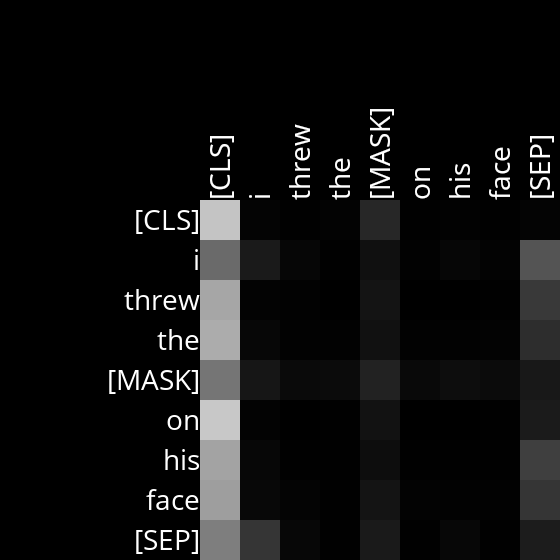 [CLS] i threw the [MASK] on his face [SEP]
[CLS]
i
threw
the
[MASK]
on
his
face
[SEP]